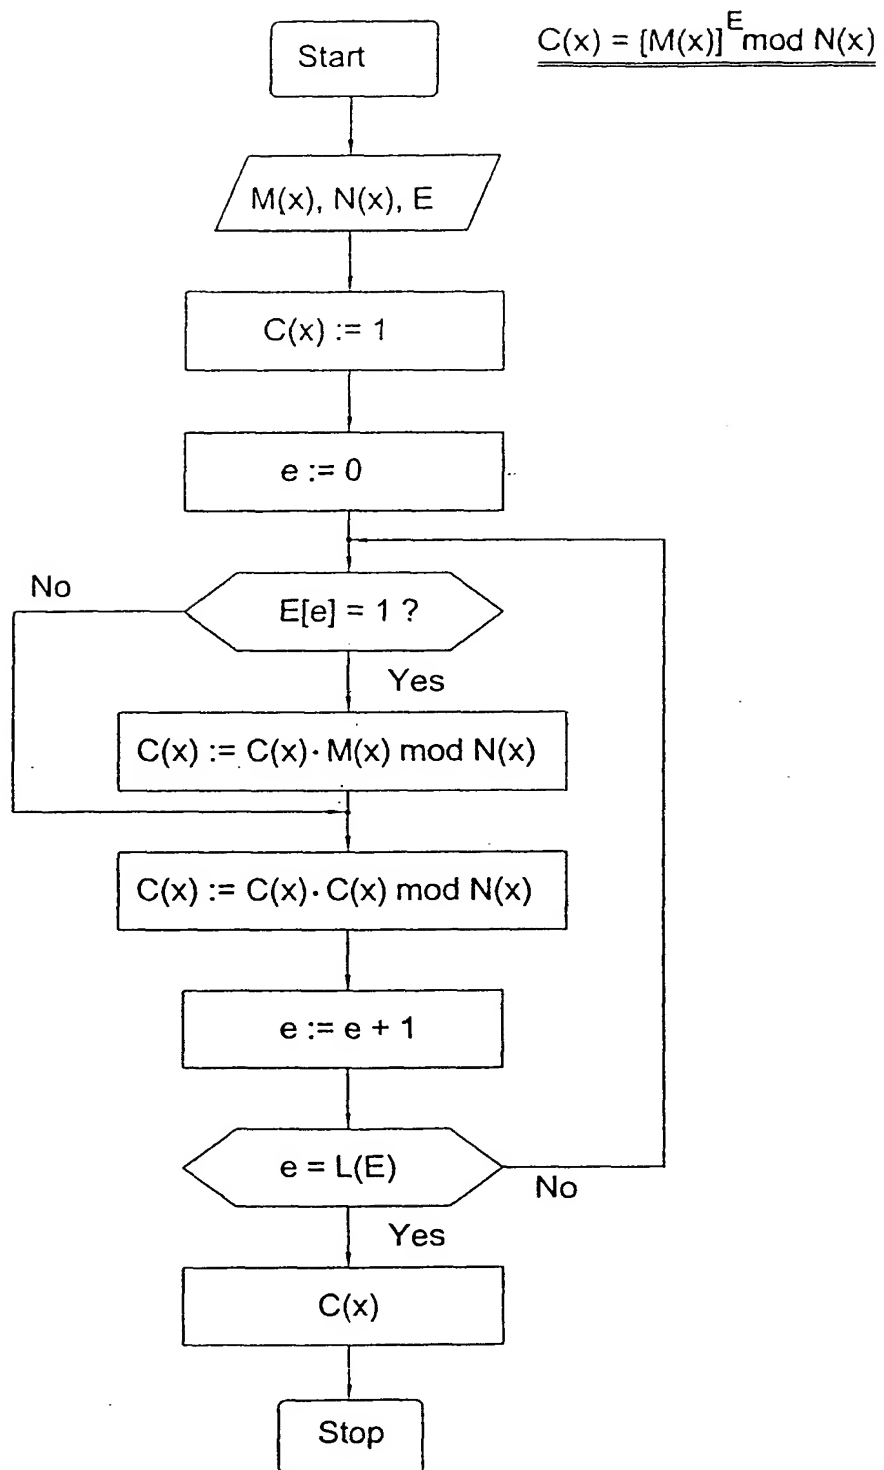 C(x) = [M(x)]^E mod N(x)
Start
M(x), N(x), E
C(x) := 1
e := 0
No
E[e] = 1 ?
Yes
C(x) := C(x) · M(x) mod N(x)
C(x) := C(x) · C(x) mod N(x)
e := e + 1
e = L(E)
No
Yes
C(x)
Stop